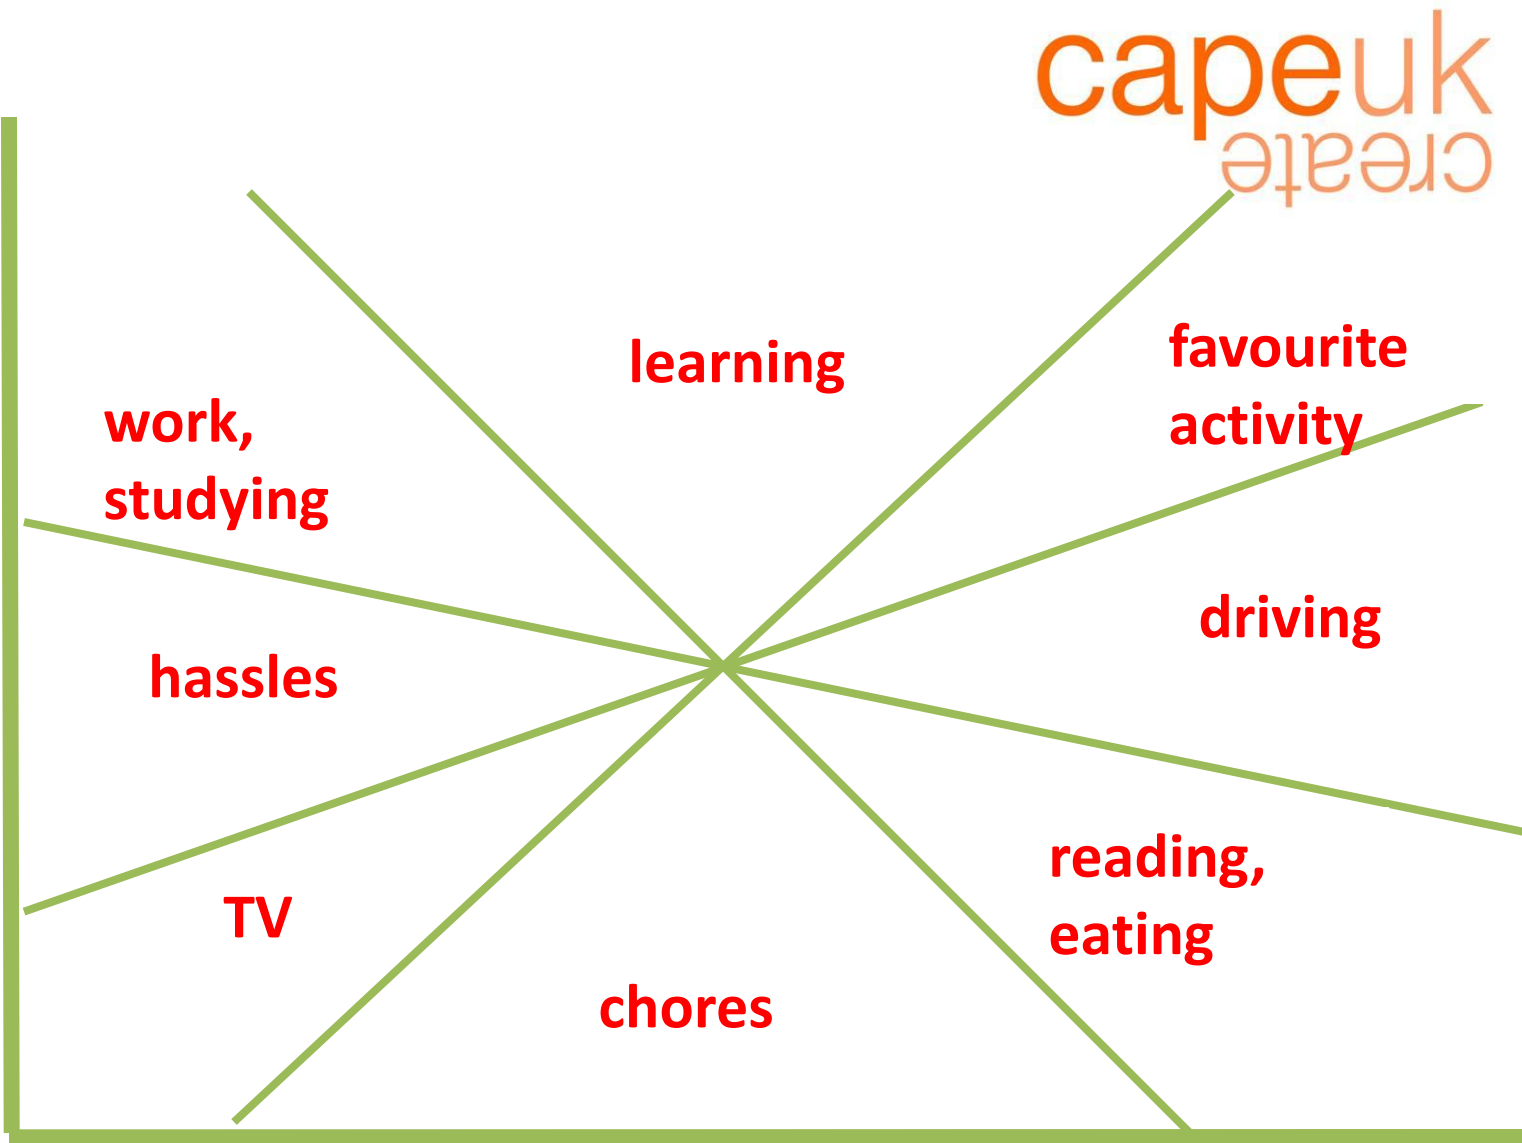 capeuk
create
learning
favourite
activity
work,
studying
driving
hassles
reading,
eating
TV
chores